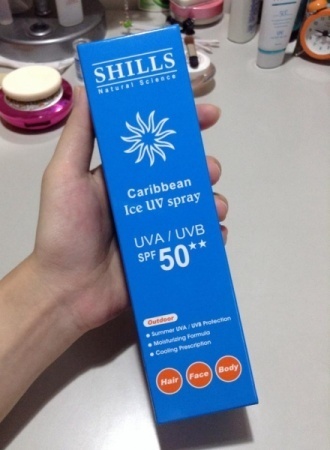 SHILLS
Natural Science
Caribbean
Ice UV spray
UVA / UVB
SPF 50★★
Outdoor
Summer UVA / UVB Protection
Moisturizing Formula
Cooling Prescription
Hair Face Body